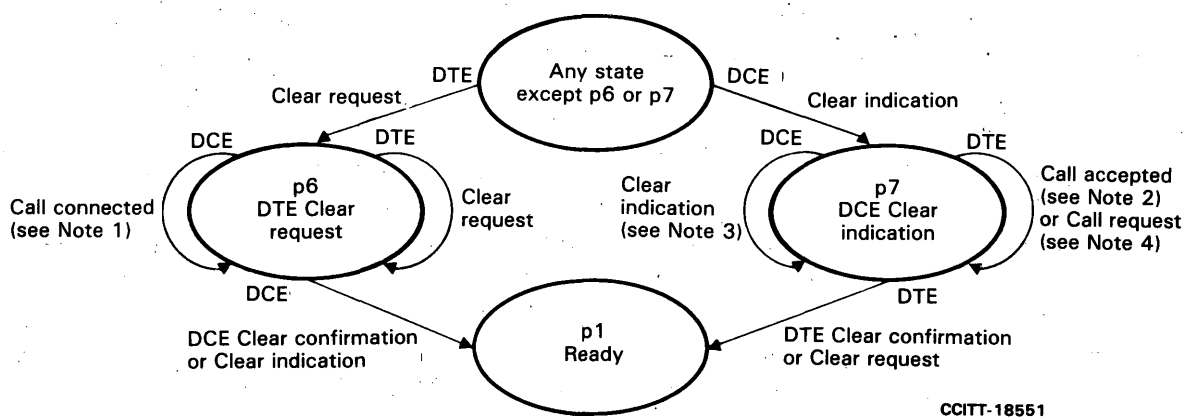 Any state
except p6 or p7
DTE
DCE
Clear request
Clear indication
DCE
DTE
DCE
DTE
Call connected
(see Note 1)
p6
DTE Clear
request
Clear
request
Clear
indication
(see Note 3)
p7
DCE Clear
indication
Call accepted
(see Note 2)
or Call request
(see Note 4)
DCE
DTE
DCE Clear confirmation
or Clear indication
p1
Ready
DTE Clear confirmation
or Clear request
CCITT-18551